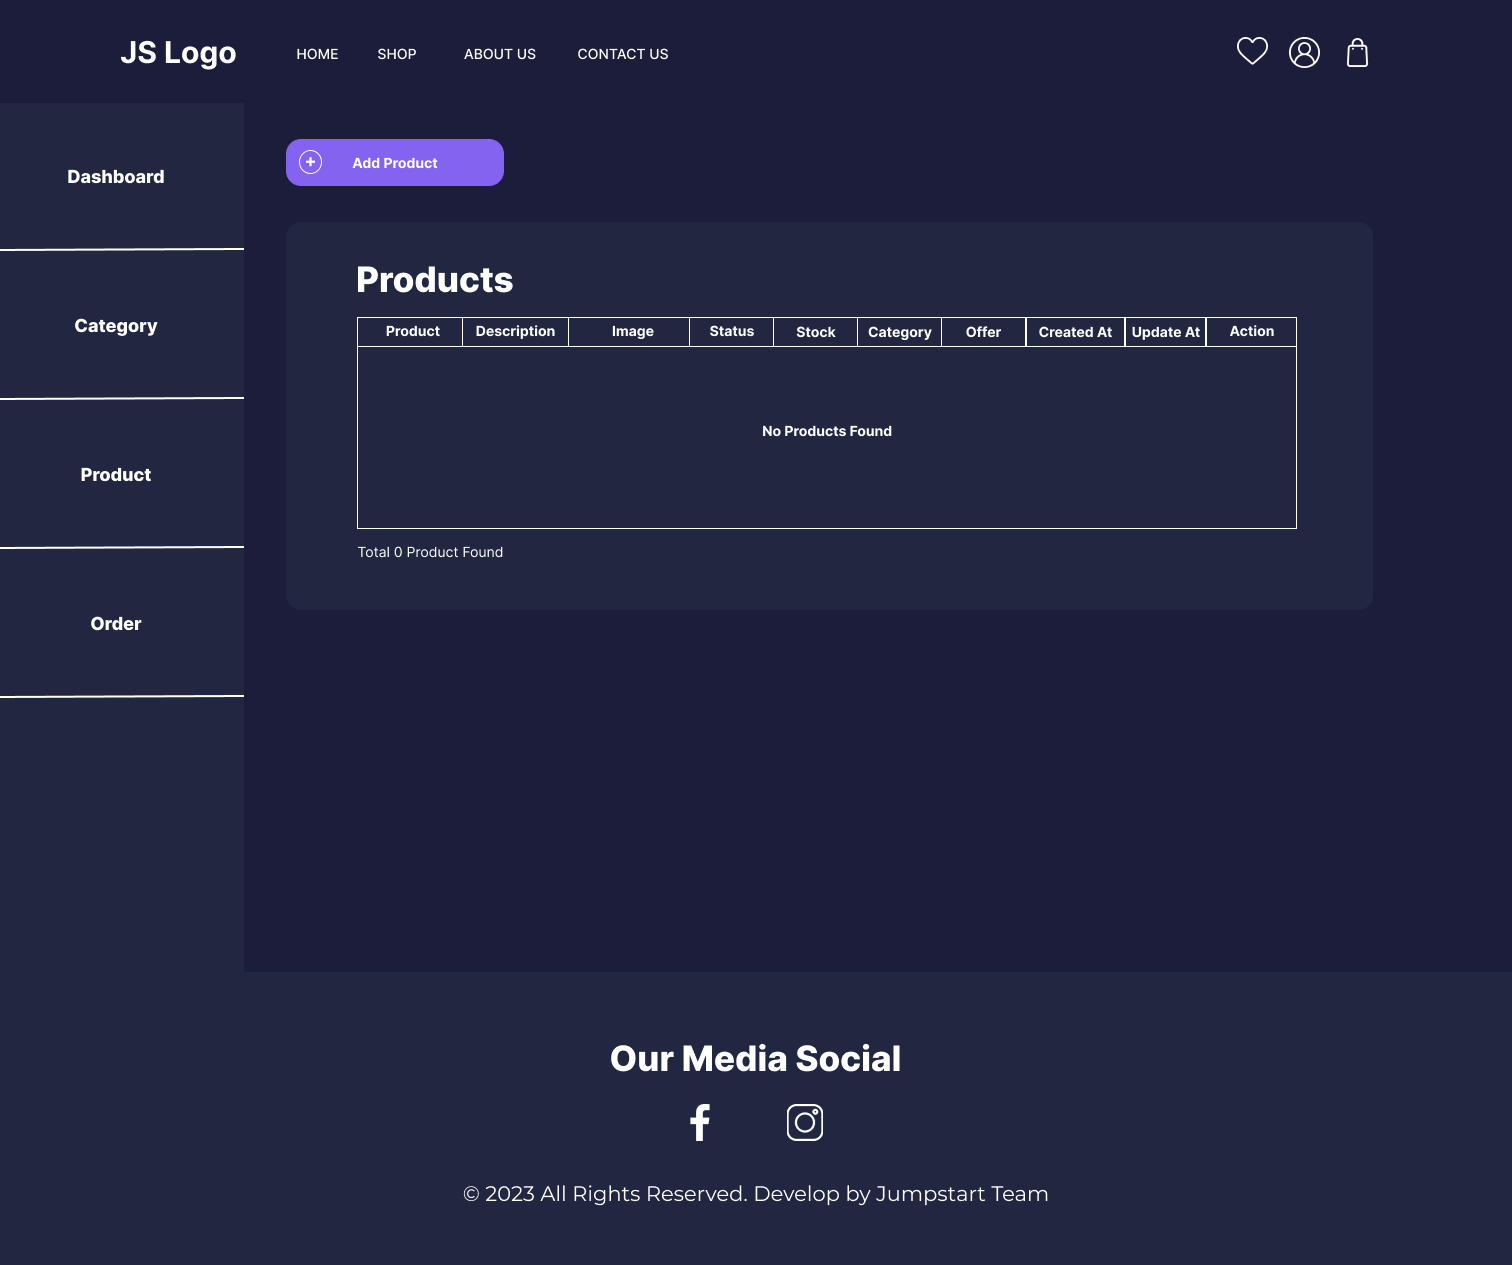 JS Logo
HOME SHOP ABOUT US CONTACT US
Dashboard
Category
Product
Order
Add Product
Products
Product Description Image Status Stock Category Offer Created At Update At Action
No Products Found
Total 0 Product Found
Our Media Social
© 2023 All Rights Reserved. Develop by Jumpstart Team